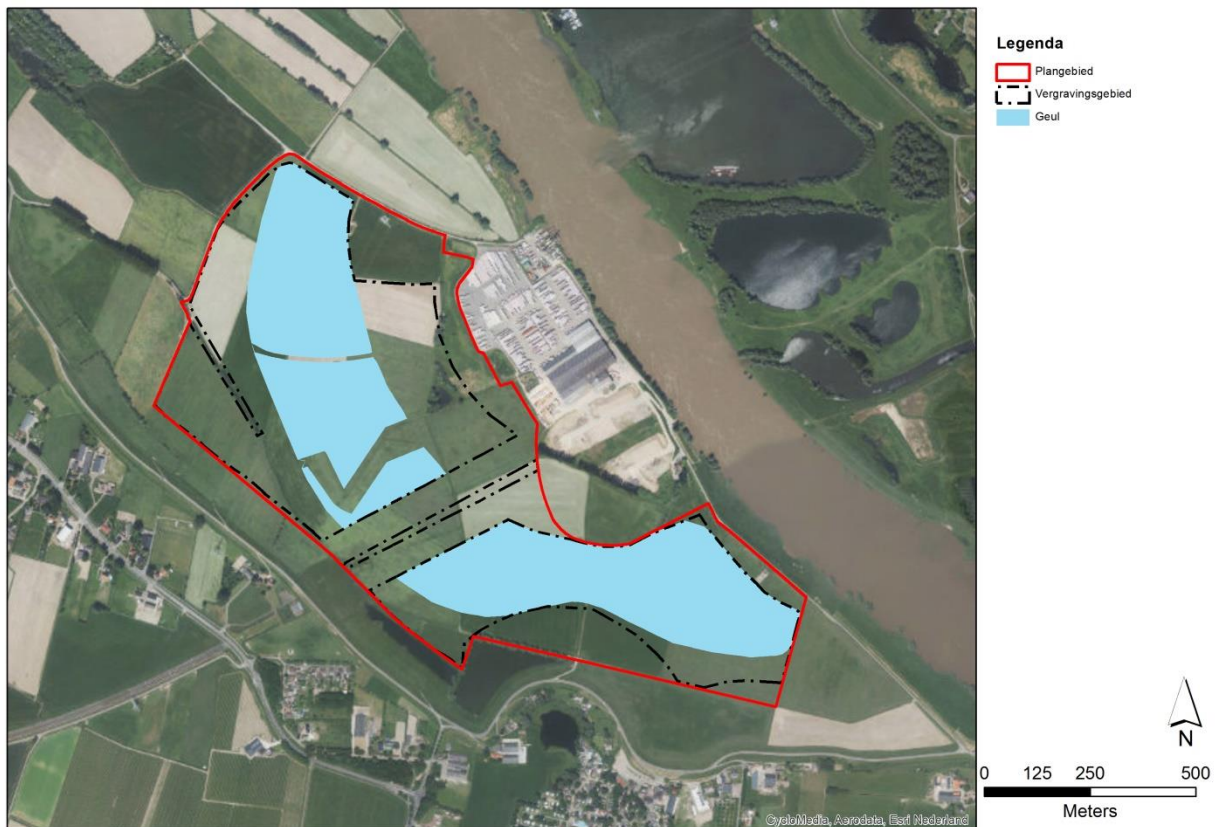 Legenda
Plangebied
Vergravingsgebied
Geul
N
0 125 250 500
Meters
CycloMedia, Aerodata, Esri Nederland